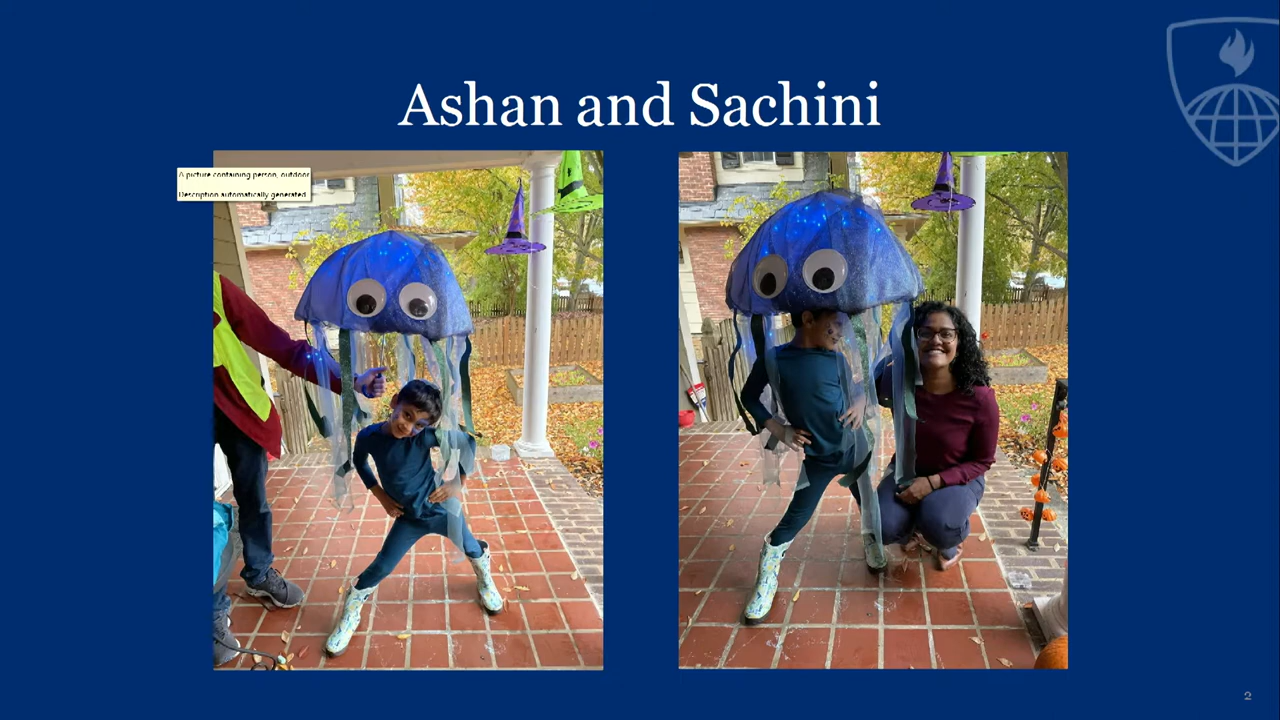 Ashan and Sachini
A picture containing person, outdoor
Description automatically generated
2